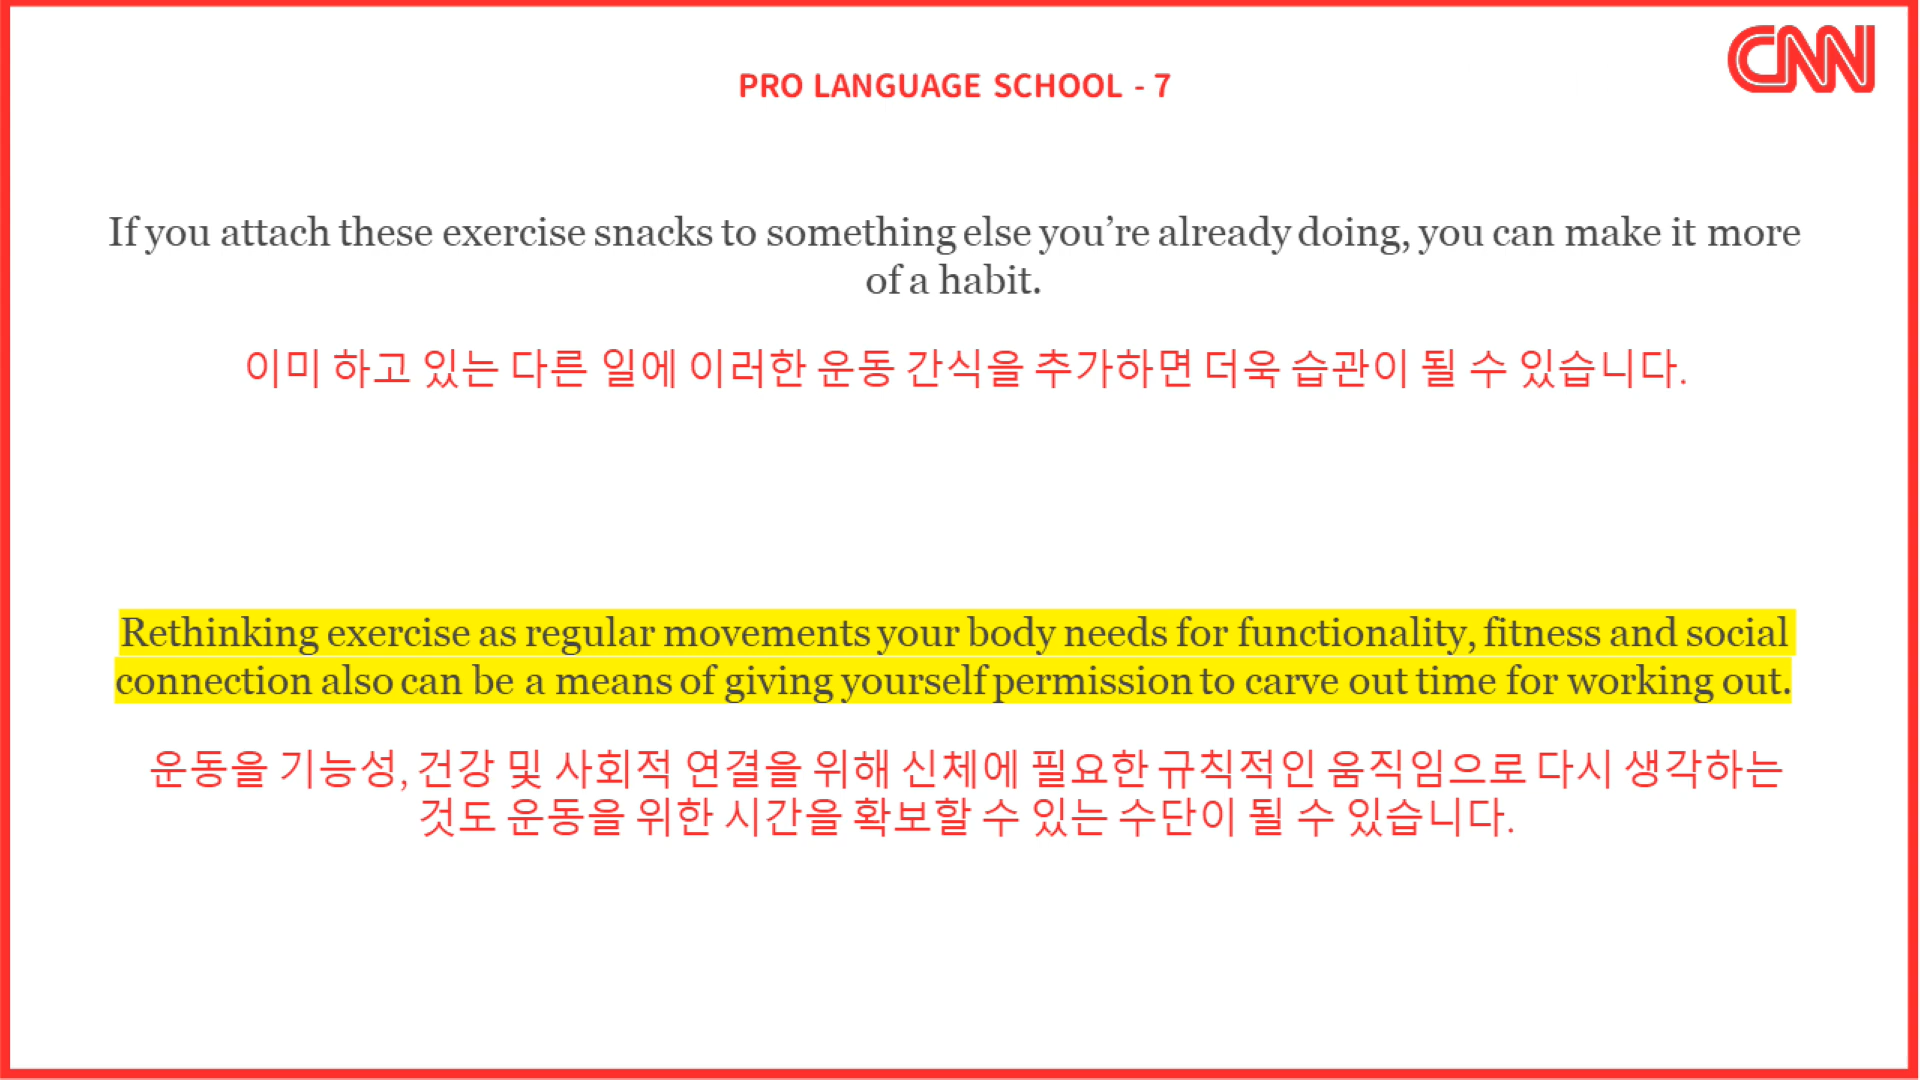 CNN
PRO LANGUAGE SCHOOL - 7
If you attach these exercise snacks to something else you’re already doing, you can make it more
of a habit.
이미 하고 있는 다른 일에 이러한 운동 간식을 추가하면 더욱 습관이 될 수 있습니다.
Rethinking exercise as regular movements your body needs for functionality, fitness and social
connection also can be a means of giving yourself permission to carve out time for working out.
운동을 기능성, 건강 및 사회적 연결을 위해 신체에 필요한 규칙적인 움직임으로 다시 생각하는
것도 운동을 위한 시간을 확보할 수 있는 수단이 될 수 있습니다.